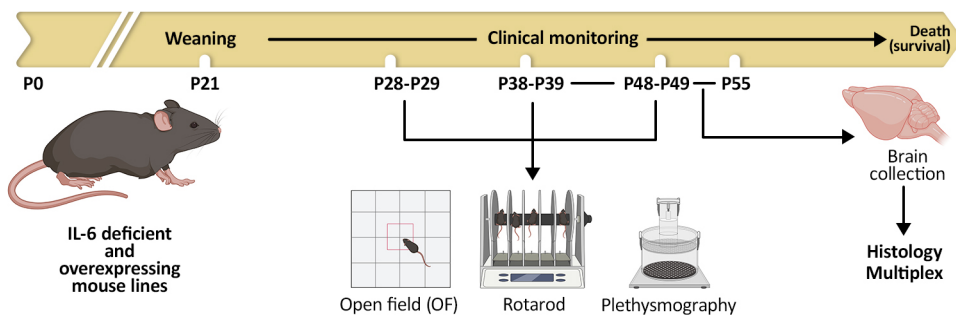 Weaning
Clinical monitoring
Death
(survival)
P0
P21
P28-P29
P38-P39
P48-P49
P55
Brain
collection
IL-6 deficient
and
overexpressing
mouse lines
Histology
Multiplex
Open field (OF)
Rotarod
Plethysmography